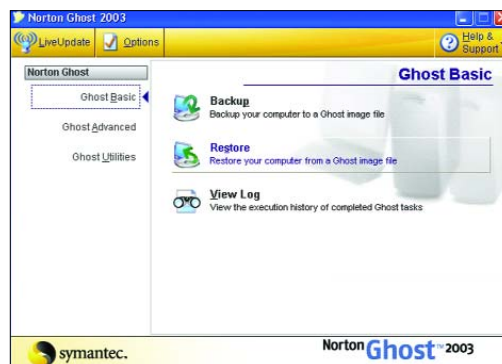 Norton Ghost 2003
LiveUpdate Options Help & Support
Norton Ghost
Ghost Basic
Ghost Advanced
Ghost Utilities
Ghost Basic
Backup
Backup your computer to a Ghost image file
Restore
Restore your computer from a Ghost image file
View Log
View the execution history of completed Ghost tasks
symantec.
Norton Ghost™ 2003